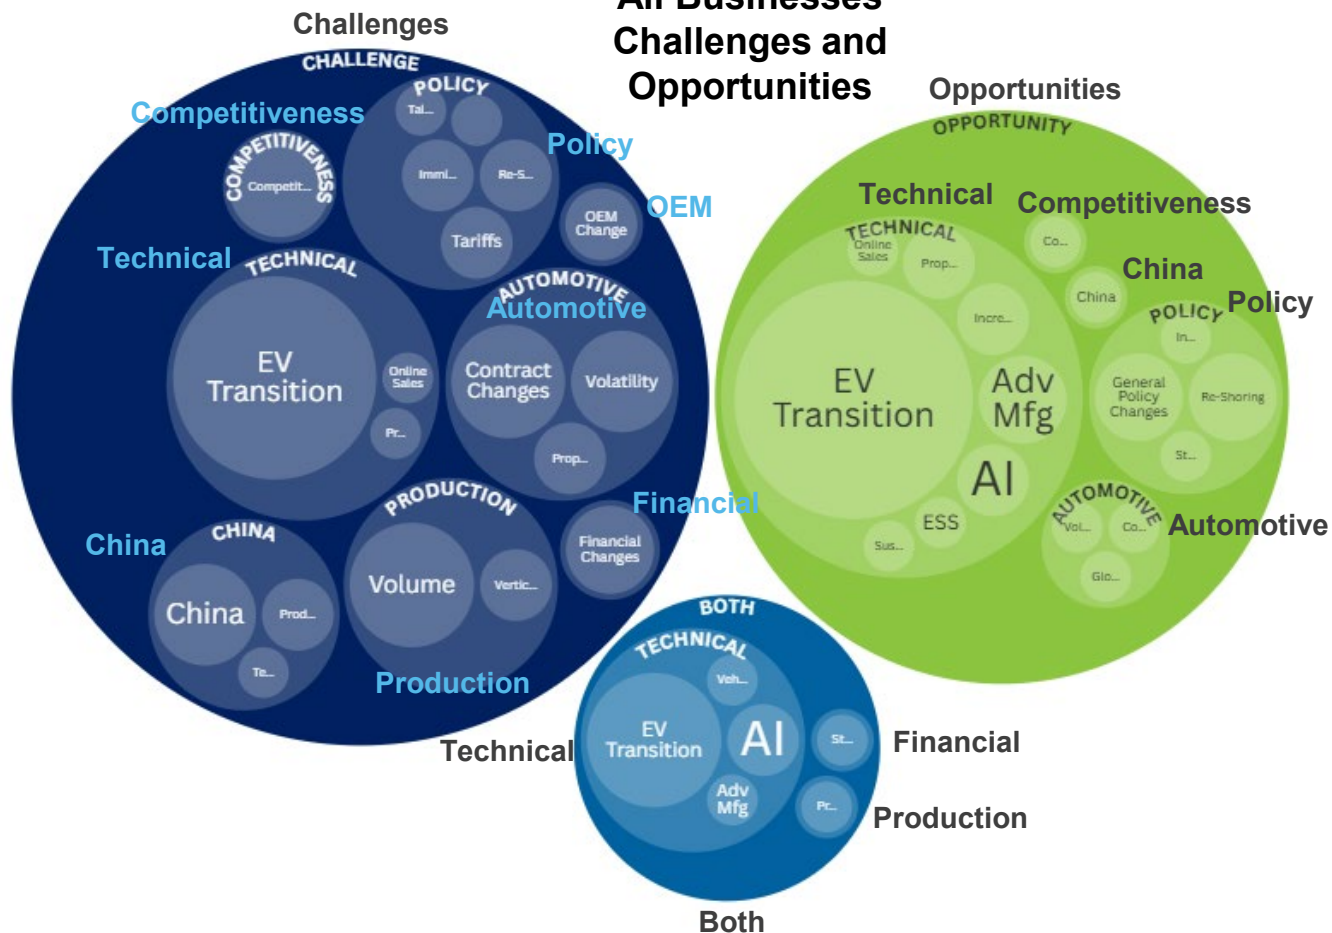 All Businesses
Challenges and
Opportunities
Challenges
CHALLENGE
POLICY
Tal...
Competitiveness
COMPETITIVENESS
Competit...
Imml...
Re-S...
Policy
OEM
Change
OEM
Tariffs
Technical
TECHNICAL
EV
Transition
Online
Sales
Pr...
AUTOMOTIVE
Automotive
Contract
Changes
Volatility
Prop...
PRODUCTION
Volume
Vertic...
Production
Financial
Financial
Changes
China
CHINA
China
Prod...
Te...
Opportunities
OPPORTUNITY
Technical
TECHNICAL
Online
Sales
Prop...
Incre...
EV
Transition
Adv
Mfg
AI
ESS
Sus...
Competitiveness
Co...
China
China
Policy
POLICY
In...
General
Policy
Changes
Re-Shoring
St...
AUTOMOTIVE
Vol...
Co...
Glo...
Automotive
BOTH
TECHNICAL
Veh...
EV
Transition
AI
Adv
Mfg
Technical
St...
Financial
Pr...
Production
Both